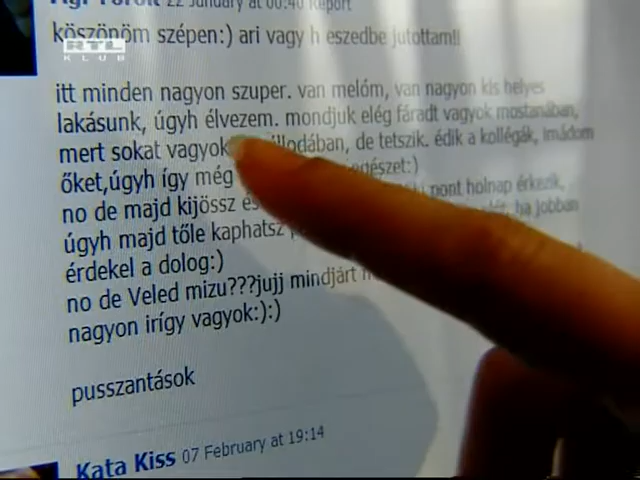 22 January at 00:40 Report
köszönöm szépen:) ari vagy h eszedbe jutottam!!
RTL
KLUB
itt minden nagyon szuper. van melóm, van nagyon kis helyes
lakásunk, úgyh élvezem. mondjuk elég fáradt vagyok mostanában,
mert sokat vagyok de tetszik. édik a kollégák, imádom
őket,úgyh így még
no de majd kijössz és pont holnap érkezik,
úgyh majd tőle kaphatsz ha jobban
érdekel a dolog:)
no de Veled mizu???jujj mindjárt
nagyon irígy vagyok:):)
pusszantások
Kata Kiss 07 February at 19:14